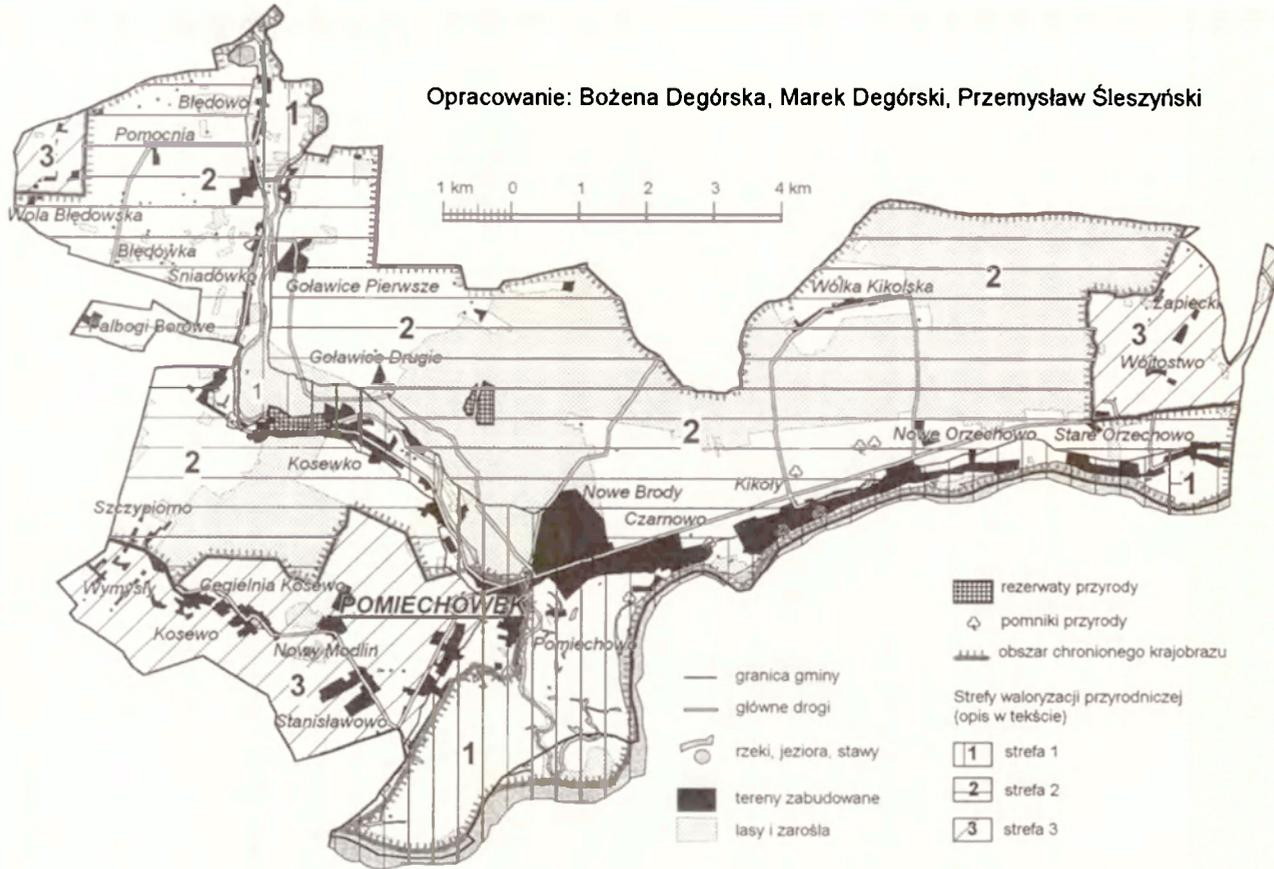 Opracowanie: Bożena Degórska, Marek Degórski, Przemysław Śleszyński
1 km 0 1 2 3 4 km
Błędowo
1
Pomocnia
3
2
Wola Błędowska
Błędówka
Śniadówko
Goławice Pierwsze
Falbogi Borowe
2
Goławice Drugie
1
Wólka Kikolska
2
Zapiecki
3
Wójtostwo
2
Nowe Orzechowo
Stare Orzechowo
1
2
Kosewko
Kikoły
Nowe Brody
Czarnowo
Szczypiorno
Wymysły
Cegielnia Kosewo
POMIECHÓWEK
Kosewo
Nowy Modlin
Pomiechowo
3
Stanisławowo
1
granica gminy
główne drogi
rzeki, jeziora, stawy
tereny zabudowane
lasy i zarośla
rezerwaty przyrody
pomniki przyrody
obszar chronionego krajobrazu
Strefy waloryzacji przyrodniczej
(opis w tekście)
1 strefa 1
2 strefa 2
3 strefa 3